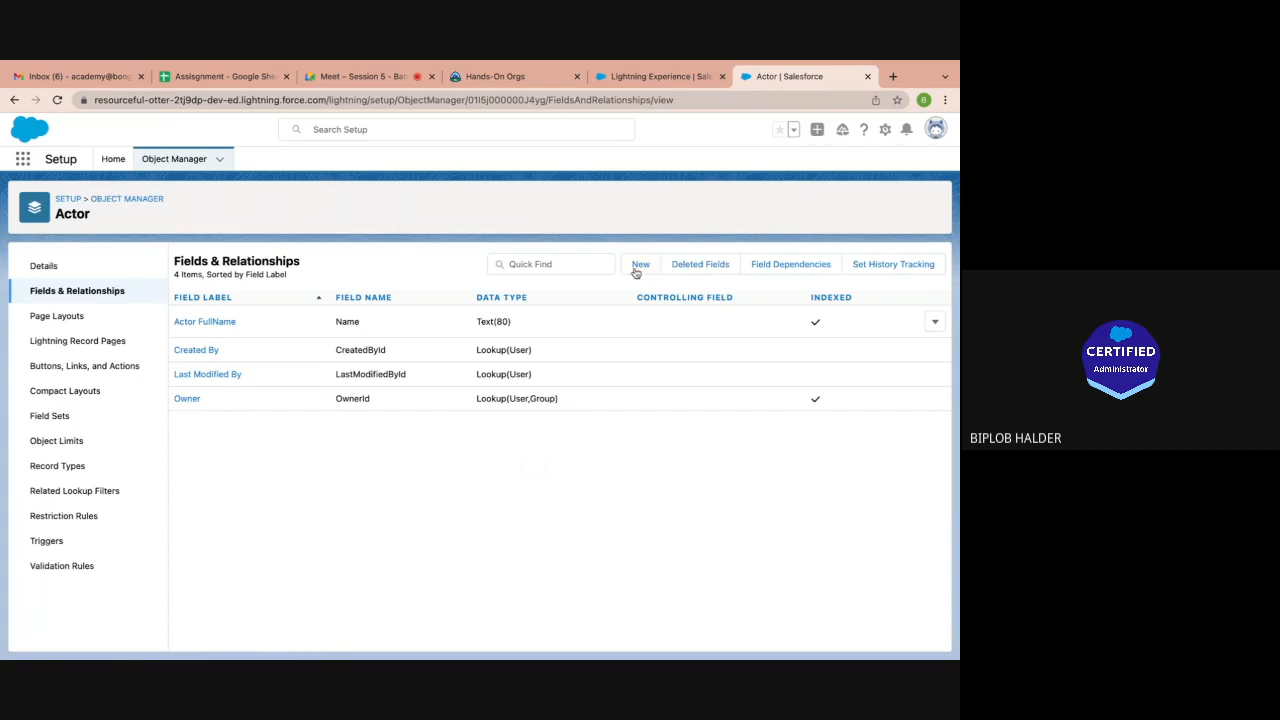 Inbox (6) - academy@bong
Assisgnment - Google She
Meet – Session 5 - Bat
Hands-On Orgs
Lightning Experience | Sale
Actor | Salesforce
resourceful-otter-2tj9dp-dev-ed.lightning.force.com/lightning/setup/ObjectManager/01I5j000000J4yg/FieldsAndRelationships/view
B
Search Setup
Setup
Home
Object Manager
SETUP > OBJECT MANAGER
Actor
Details
Fields & Relationships
Page Layouts
Lightning Record Pages
Buttons, Links, and Actions
Compact Layouts
Field Sets
Object Limits
Record Types
Related Lookup Filters
Restriction Rules
Triggers
Validation Rules
Fields & Relationships
4 Items, Sorted by Field Label
Quick Find
New
Deleted Fields
Field Dependencies
Set History Tracking
FIELD LABEL FIELD NAME DATA TYPE CONTROLLING FIELD INDEXED
Actor FullName Name Text(80)
Created By CreatedById Lookup(User)
Last Modified By LastModifiedById Lookup(User)
Owner OwnerId Lookup(User,Group)
CERTIFIED
Administrator
BIPLOB HALDER